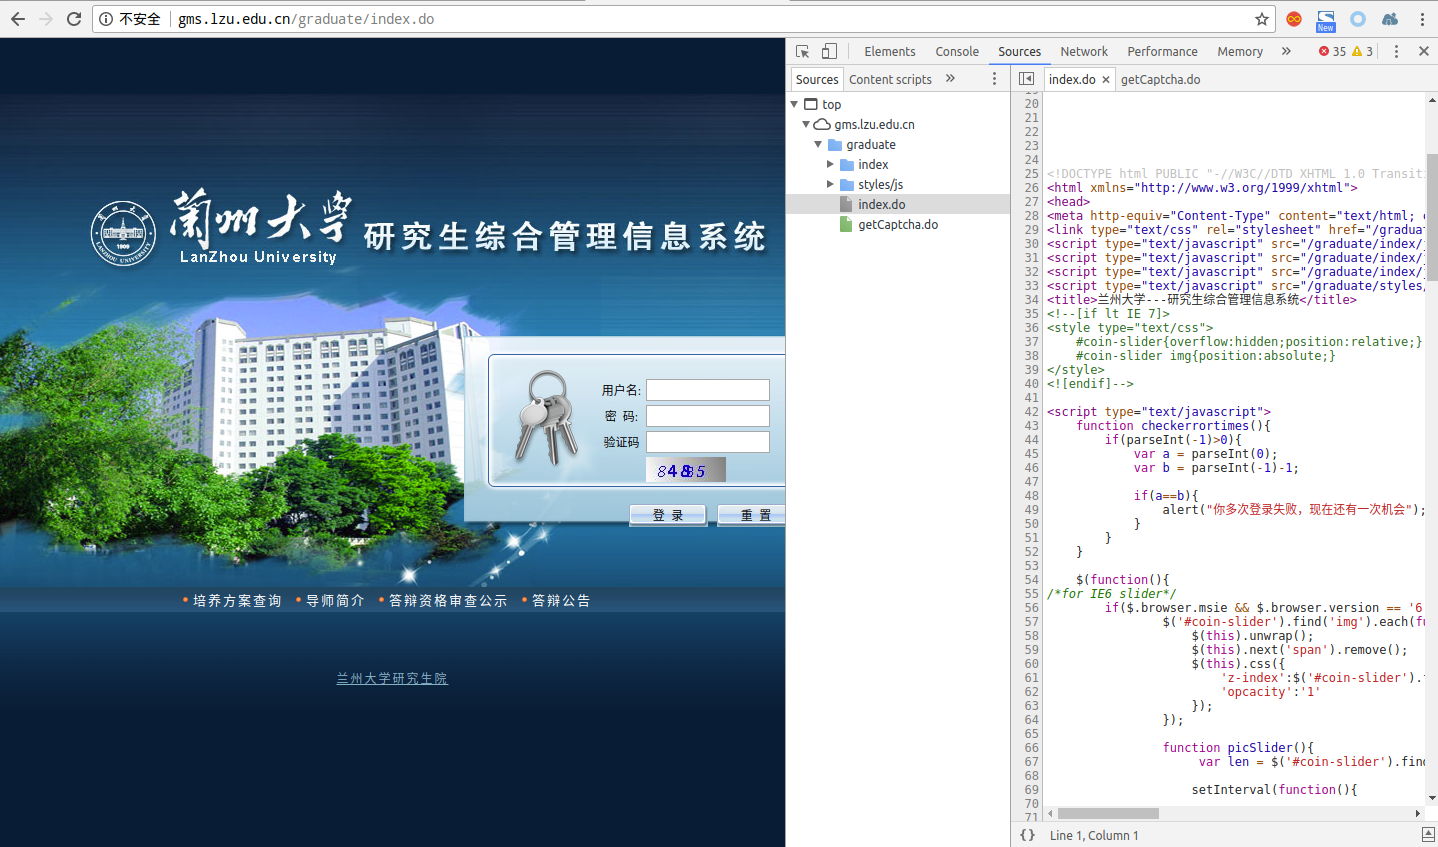 不安全 gms.lzu.edu.cn/graduate/index.do
New
兰州大学
LANZHOU UNIVERSITY
1909
兰州大学
LanZhou University
研究生综合管理信息系统
用户名:
密 码:
验证码
登 录 重 置
培养方案查询 导师简介 答辩资格审查公示 答辩公告
兰州大学研究生院
Elements Console Sources Network Performance Memory » 35 3
Sources Content scripts »
top
gms.lzu.edu.cn
graduate
index
styles/js
index.do
getCaptcha.do
index.do × getCaptcha.do
20
21
22
23
24
25 <!DOCTYPE html PUBLIC "-//W3C//DTD XHTML 1.0 Transiti
26 <html xmlns="http://www.w3.org/1999/xhtml">
27 <head>
28 <meta http-equiv="Content-Type" content="text/html; c
29 <link type="text/css" rel="stylesheet" href="/graduat
30 <script type="text/javascript" src="/graduate/index/j
31 <script type="text/javascript" src="/graduate/index/j
32 <script type="text/javascript" src="/graduate/index/j
33 <script type="text/javascript" src="/graduate/styles/
34 <title>兰州大学---研究生综合管理信息系统</title>
35 <!--[if lt IE 7]>
36 <style type="text/css">
37 #coin-slider{overflow:hidden;position:relative;}
38 #coin-slider img{position:absolute;}
39 </style>
40 <![endif]-->
41
42 <script type="text/javascript">
43 function checkerrortimes(){
44 if(parseInt(-1)>0){
45 var a = parseInt(0);
46 var b = parseInt(-1)-1;
47
48 if(a==b){
49 alert("你多次登录失败，现在还有一次机会");
50 }
51 }
52 }
53
54 $(function(){
55 /*for IE6 slider*/
56 if($.browser.msie && $.browser.version == '6
57 $('#coin-slider').find('img').each(fu
58 $(this).unwrap();
59 $(this).next('span').remove();
60 $(this).css({
61 'z-index':$('#coin-slider').
62 'opcacity':'1'
63 });
64 });
65
66 function picSlider(){
67 var len = $('#coin-slider').find
68
69 setInterval(function(){
70
71
{} Line 1, Column 1